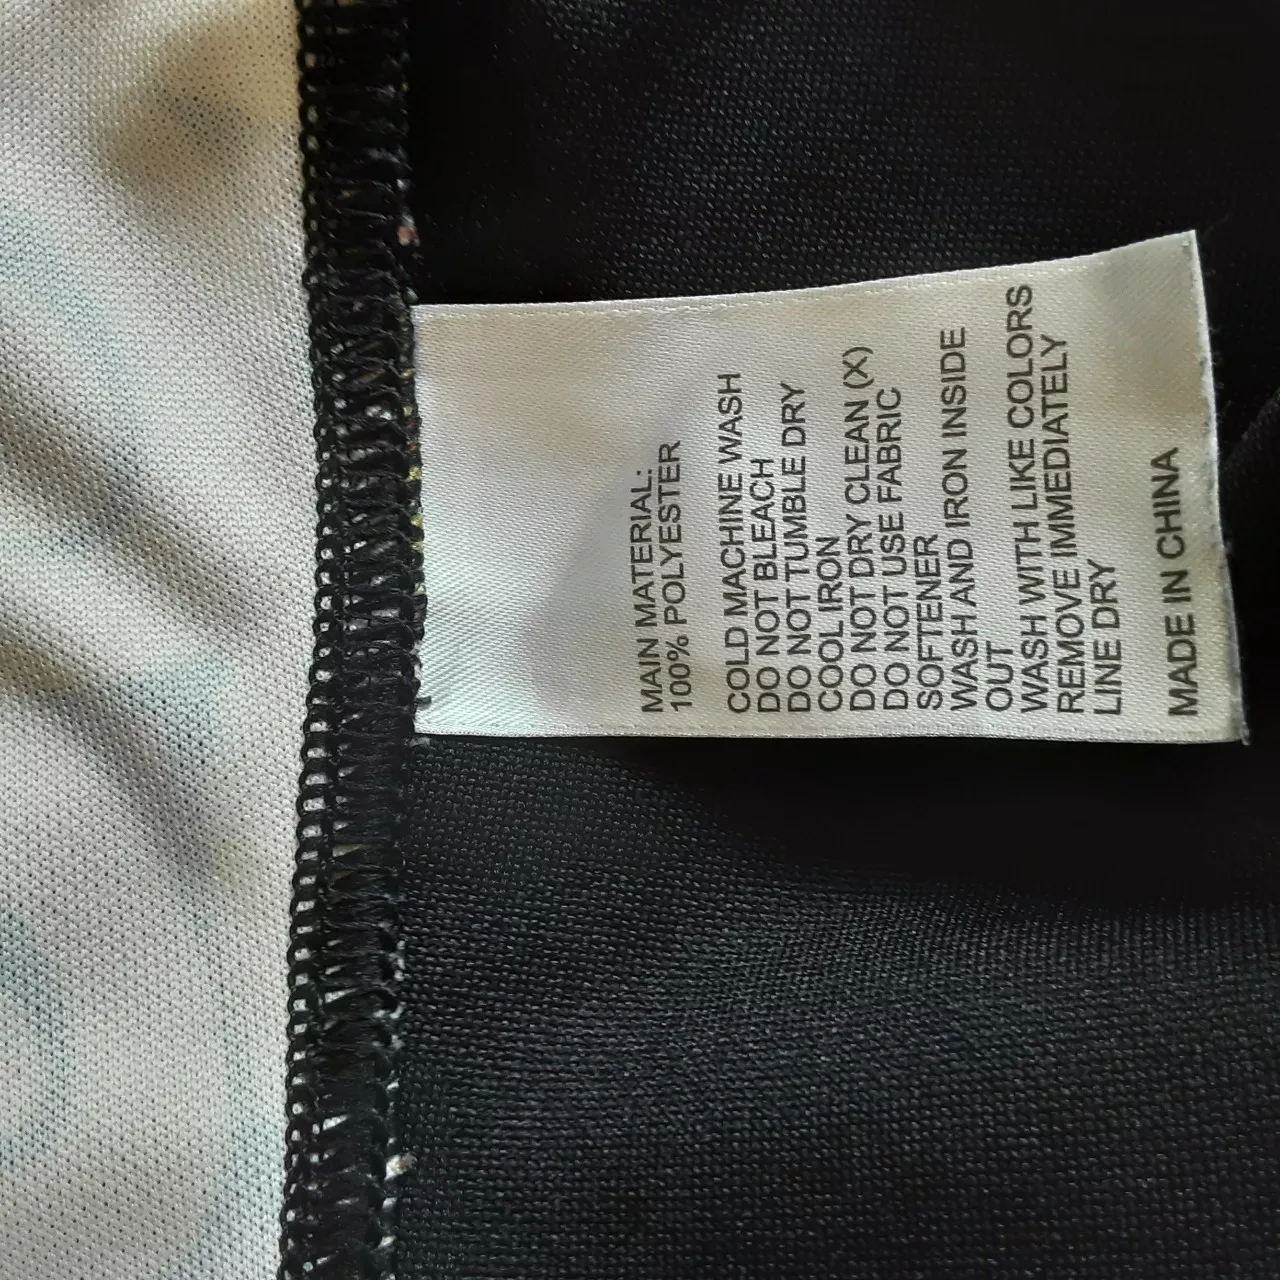 MAIN MATERIAL:
100% POLYESTER
COLD MACHINE WASH
DO NOT BLEACH
DO NOT TUMBLE DRY
COOL IRON
DO NOT DRY CLEAN (X)
DO NOT USE FABRIC
SOFTENER
WASH AND IRON INSIDE
OUT
WASH WITH LIKE COLORS
REMOVE IMMEDIATELY
LINE DRY
MADE IN CHINA